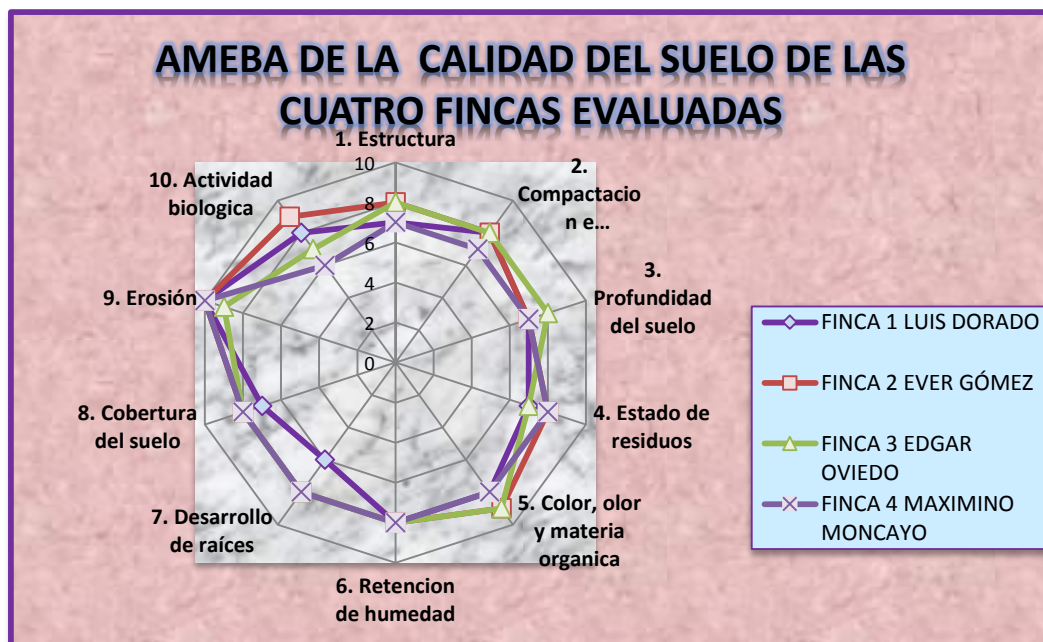 AMEBA DE LA CALIDAD DEL SUELO DE LAS
CUATRO FINCAS EVALUADAS
1. Estructura
2.
Compactacio
n e...
3.
Profundidad
del suelo
4. Estado de
residuos
5. Color, olor
y materia
organica
6. Retencion
de humedad
7. Desarrollo
de raíces
8. Cobertura
del suelo
9. Erosión
10. Actividad
biologica
10
8
6
4
2
0
FINCA 1 LUIS DORADO
FINCA 2 EVER GÓMEZ
FINCA 3 EDGAR
OVIEDO
FINCA 4 MAXIMINO
MONCAYO